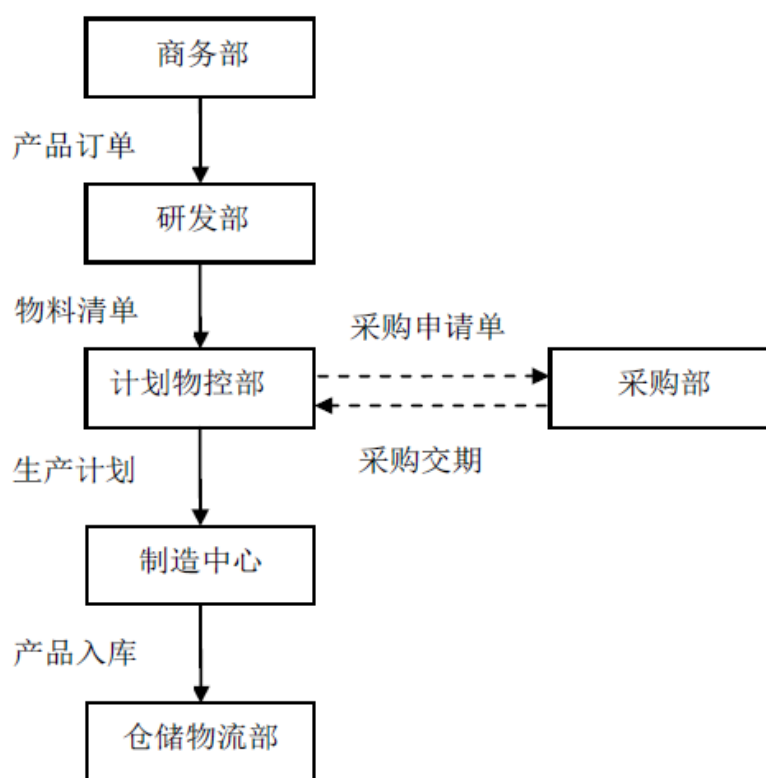 商务部
产品订单
研发部
物料清单
采购申请单
计划物控部
采购部
采购交期
生产计划
制造中心
产品入库
仓储物流部